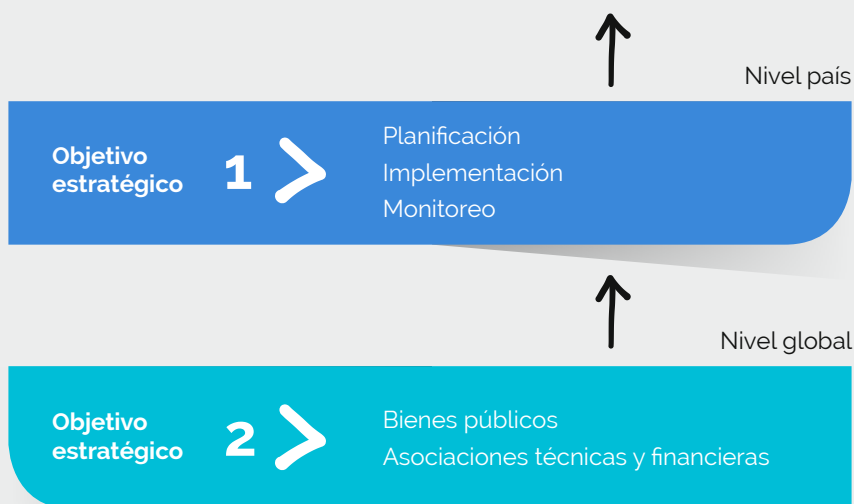 Nivel país
Objetivo
estratégico
1
Planificación
Implementación
Monitoreo
Nivel global
Objetivo
estratégico
2
Bienes públicos
Asociaciones técnicas y financieras